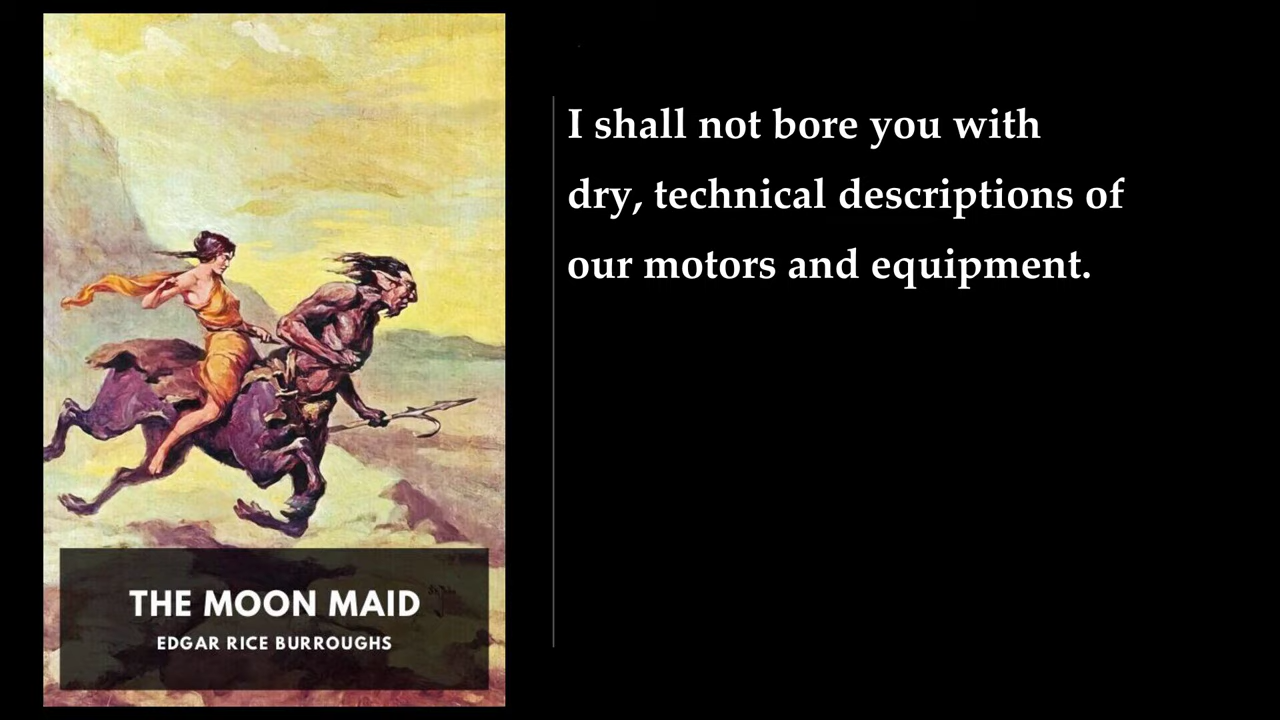 I shall not bore you with
dry, technical descriptions of
our motors and equipment.
THE MOON MAID
EDGAR RICE BURROUGHS